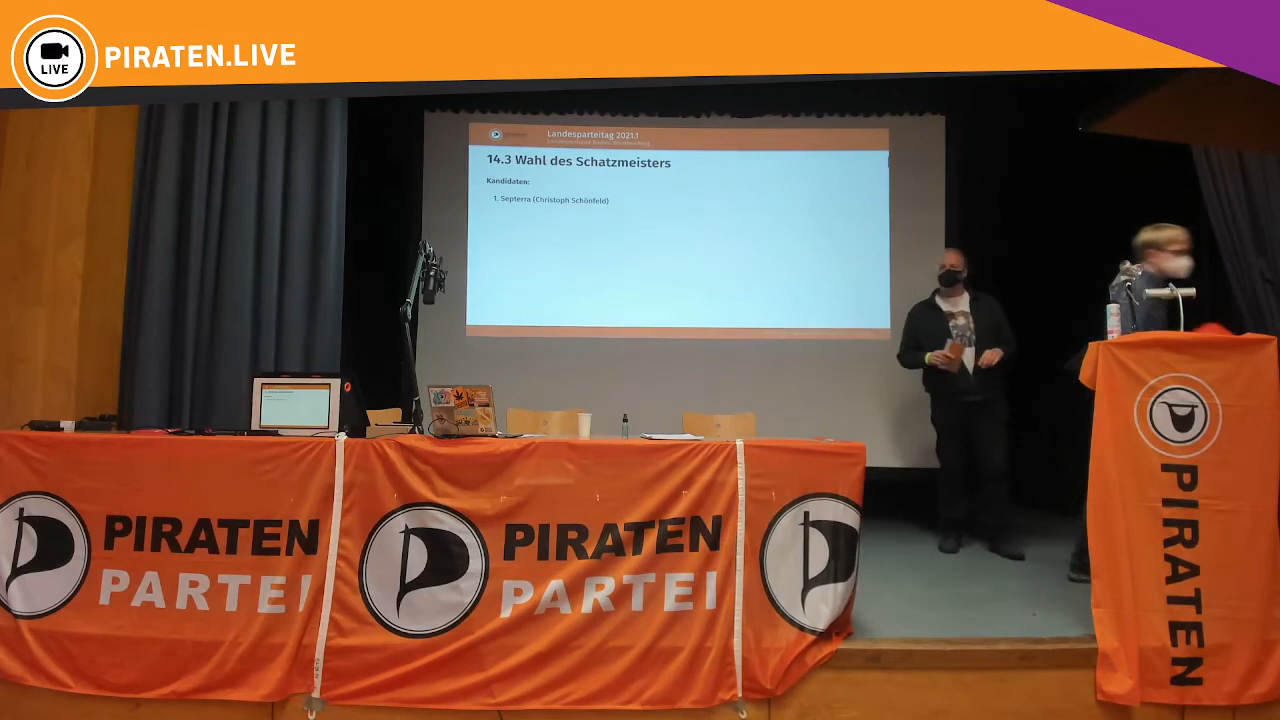 LIVE
PIRATEN.LIVE
Landesparteitag 2021.1
14.3 Wahl des Schatzmeisters
Kandidaten:
1. Septerra (Christoph Schönfeld)
PIRATEN
PARTEI
PIRATEN
PARTEI
PIRATEN